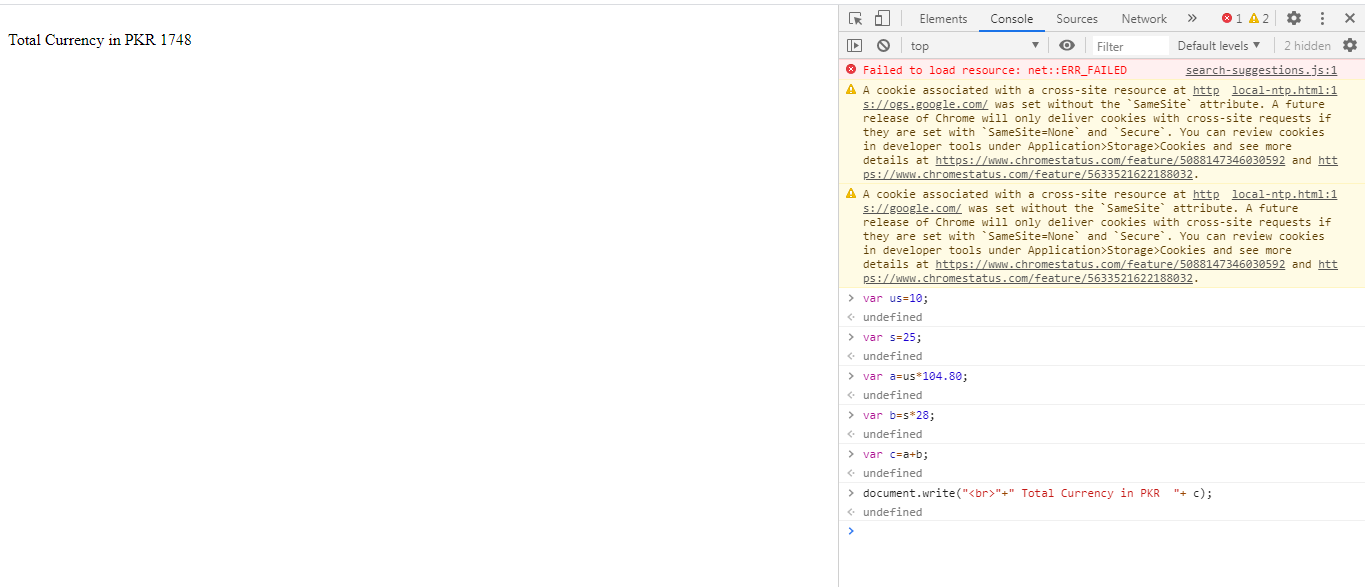 Total Currency in PKR 1748
Elements Console Sources Network » 1 2
top Filter Default levels 2 hidden
Failed to load resource: net::ERR_FAILED search-suggestions.js:1
A cookie associated with a cross-site resource at http local-ntp.html:1
s://ogs.google.com/ was set without the `SameSite` attribute. A future
release of Chrome will only deliver cookies with cross-site requests if
they are set with `SameSite=None` and `Secure`. You can review cookies
in developer tools under Application>Storage>Cookies and see more
details at https://www.chromestatus.com/feature/5088147346030592 and htt
ps://www.chromestatus.com/feature/5633521622188032.
A cookie associated with a cross-site resource at http local-ntp.html:1
s://google.com/ was set without the `SameSite` attribute. A future
release of Chrome will only deliver cookies with cross-site requests if
they are set with `SameSite=None` and `Secure`. You can review cookies
in developer tools under Application>Storage>Cookies and see more
details at https://www.chromestatus.com/feature/5088147346030592 and htt
ps://www.chromestatus.com/feature/5633521622188032.
> var us=10;
undefined
> var s=25;
undefined
> var a=us*104.80;
undefined
> var b=s*28;
undefined
> var c=a+b;
undefined
> document.write("<br>"+" Total Currency in PKR  "+ c);
undefined
>